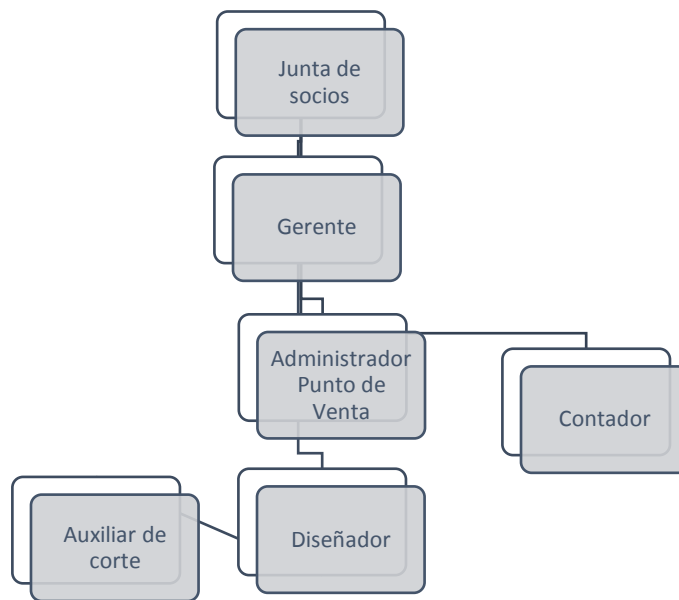 Junta de
socios
Gerente
Administrador
Punto de
Venta
Contador
Auxiliar de
corte
Diseñador